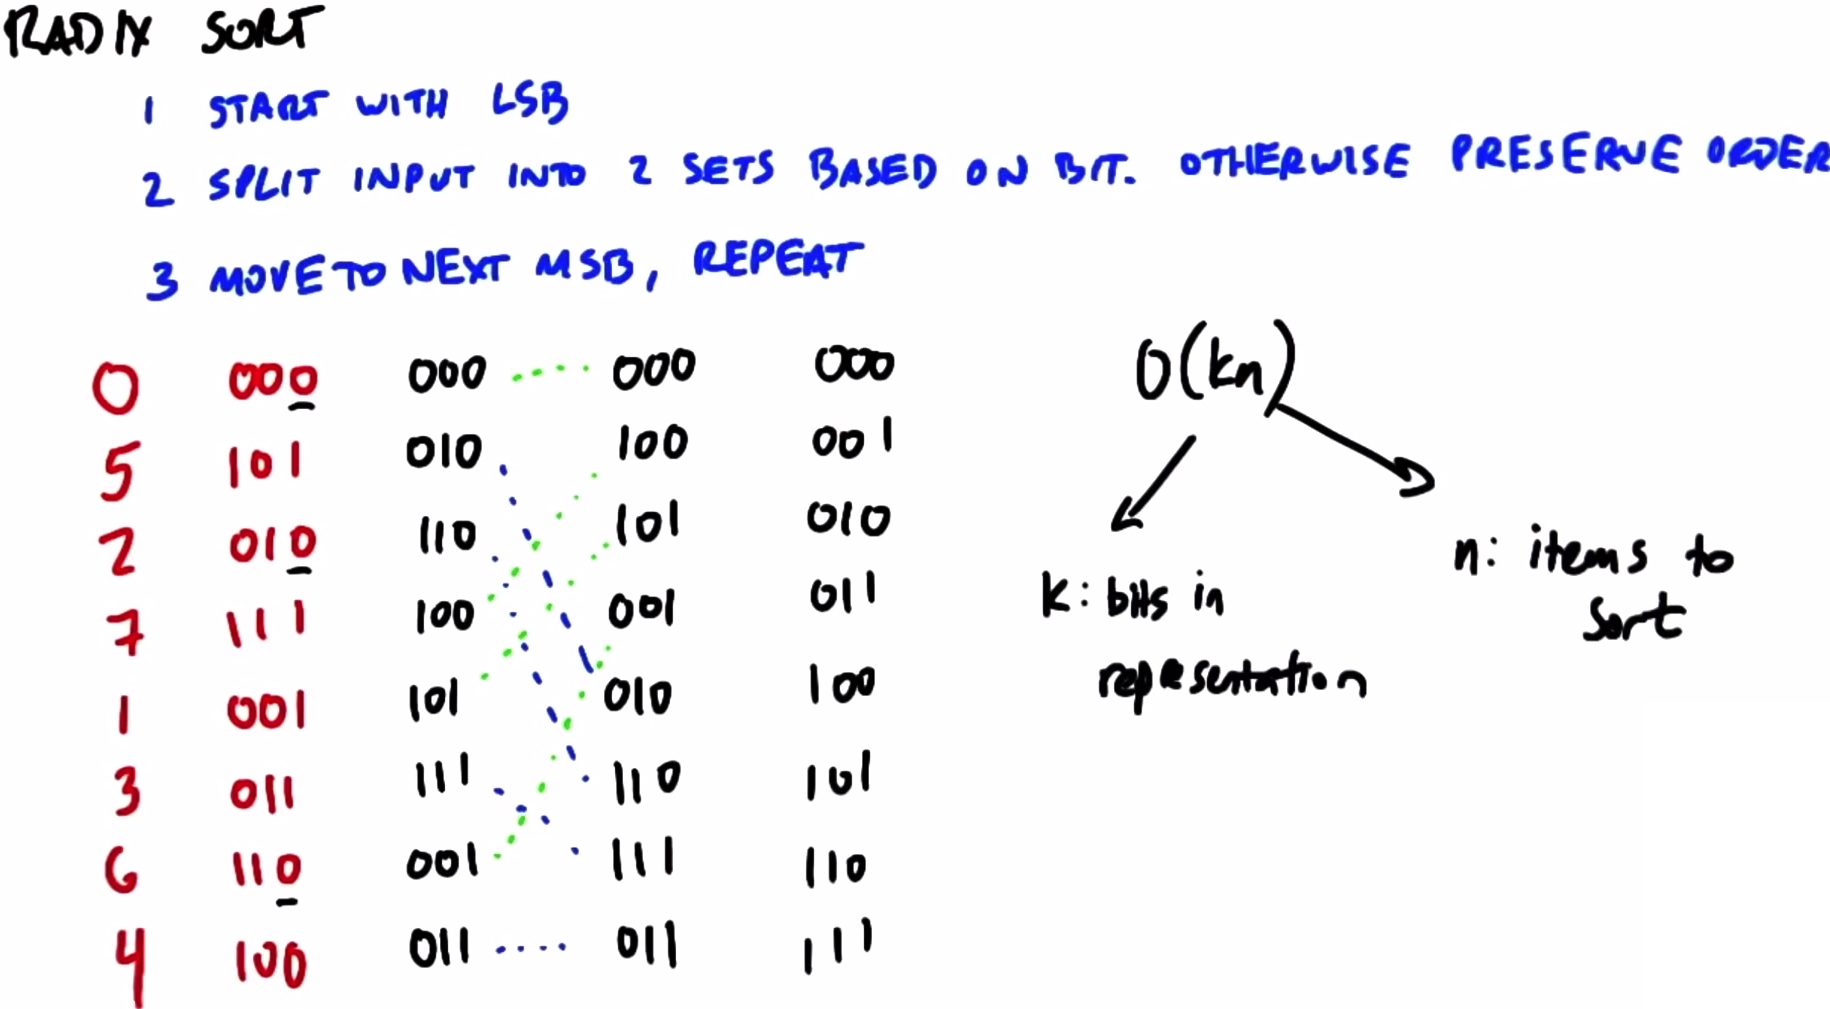 RADIX SORT
1 START WITH LSB
2 SPLIT INPUT INTO 2 SETS BASED ON BIT. OTHERWISE PRESERVE ORDER
3 MOVE TO NEXT MSB, REPEAT
0 000 000 000 000
5 101 010 100 001
2 010 110 101 010
7 111 100 001 011
1 001 101 010 100
3 011 111 110 101
6 110 001 111 110
4 100 011 011 111
O(kn)
k: bits in
representation
n: items to
sort